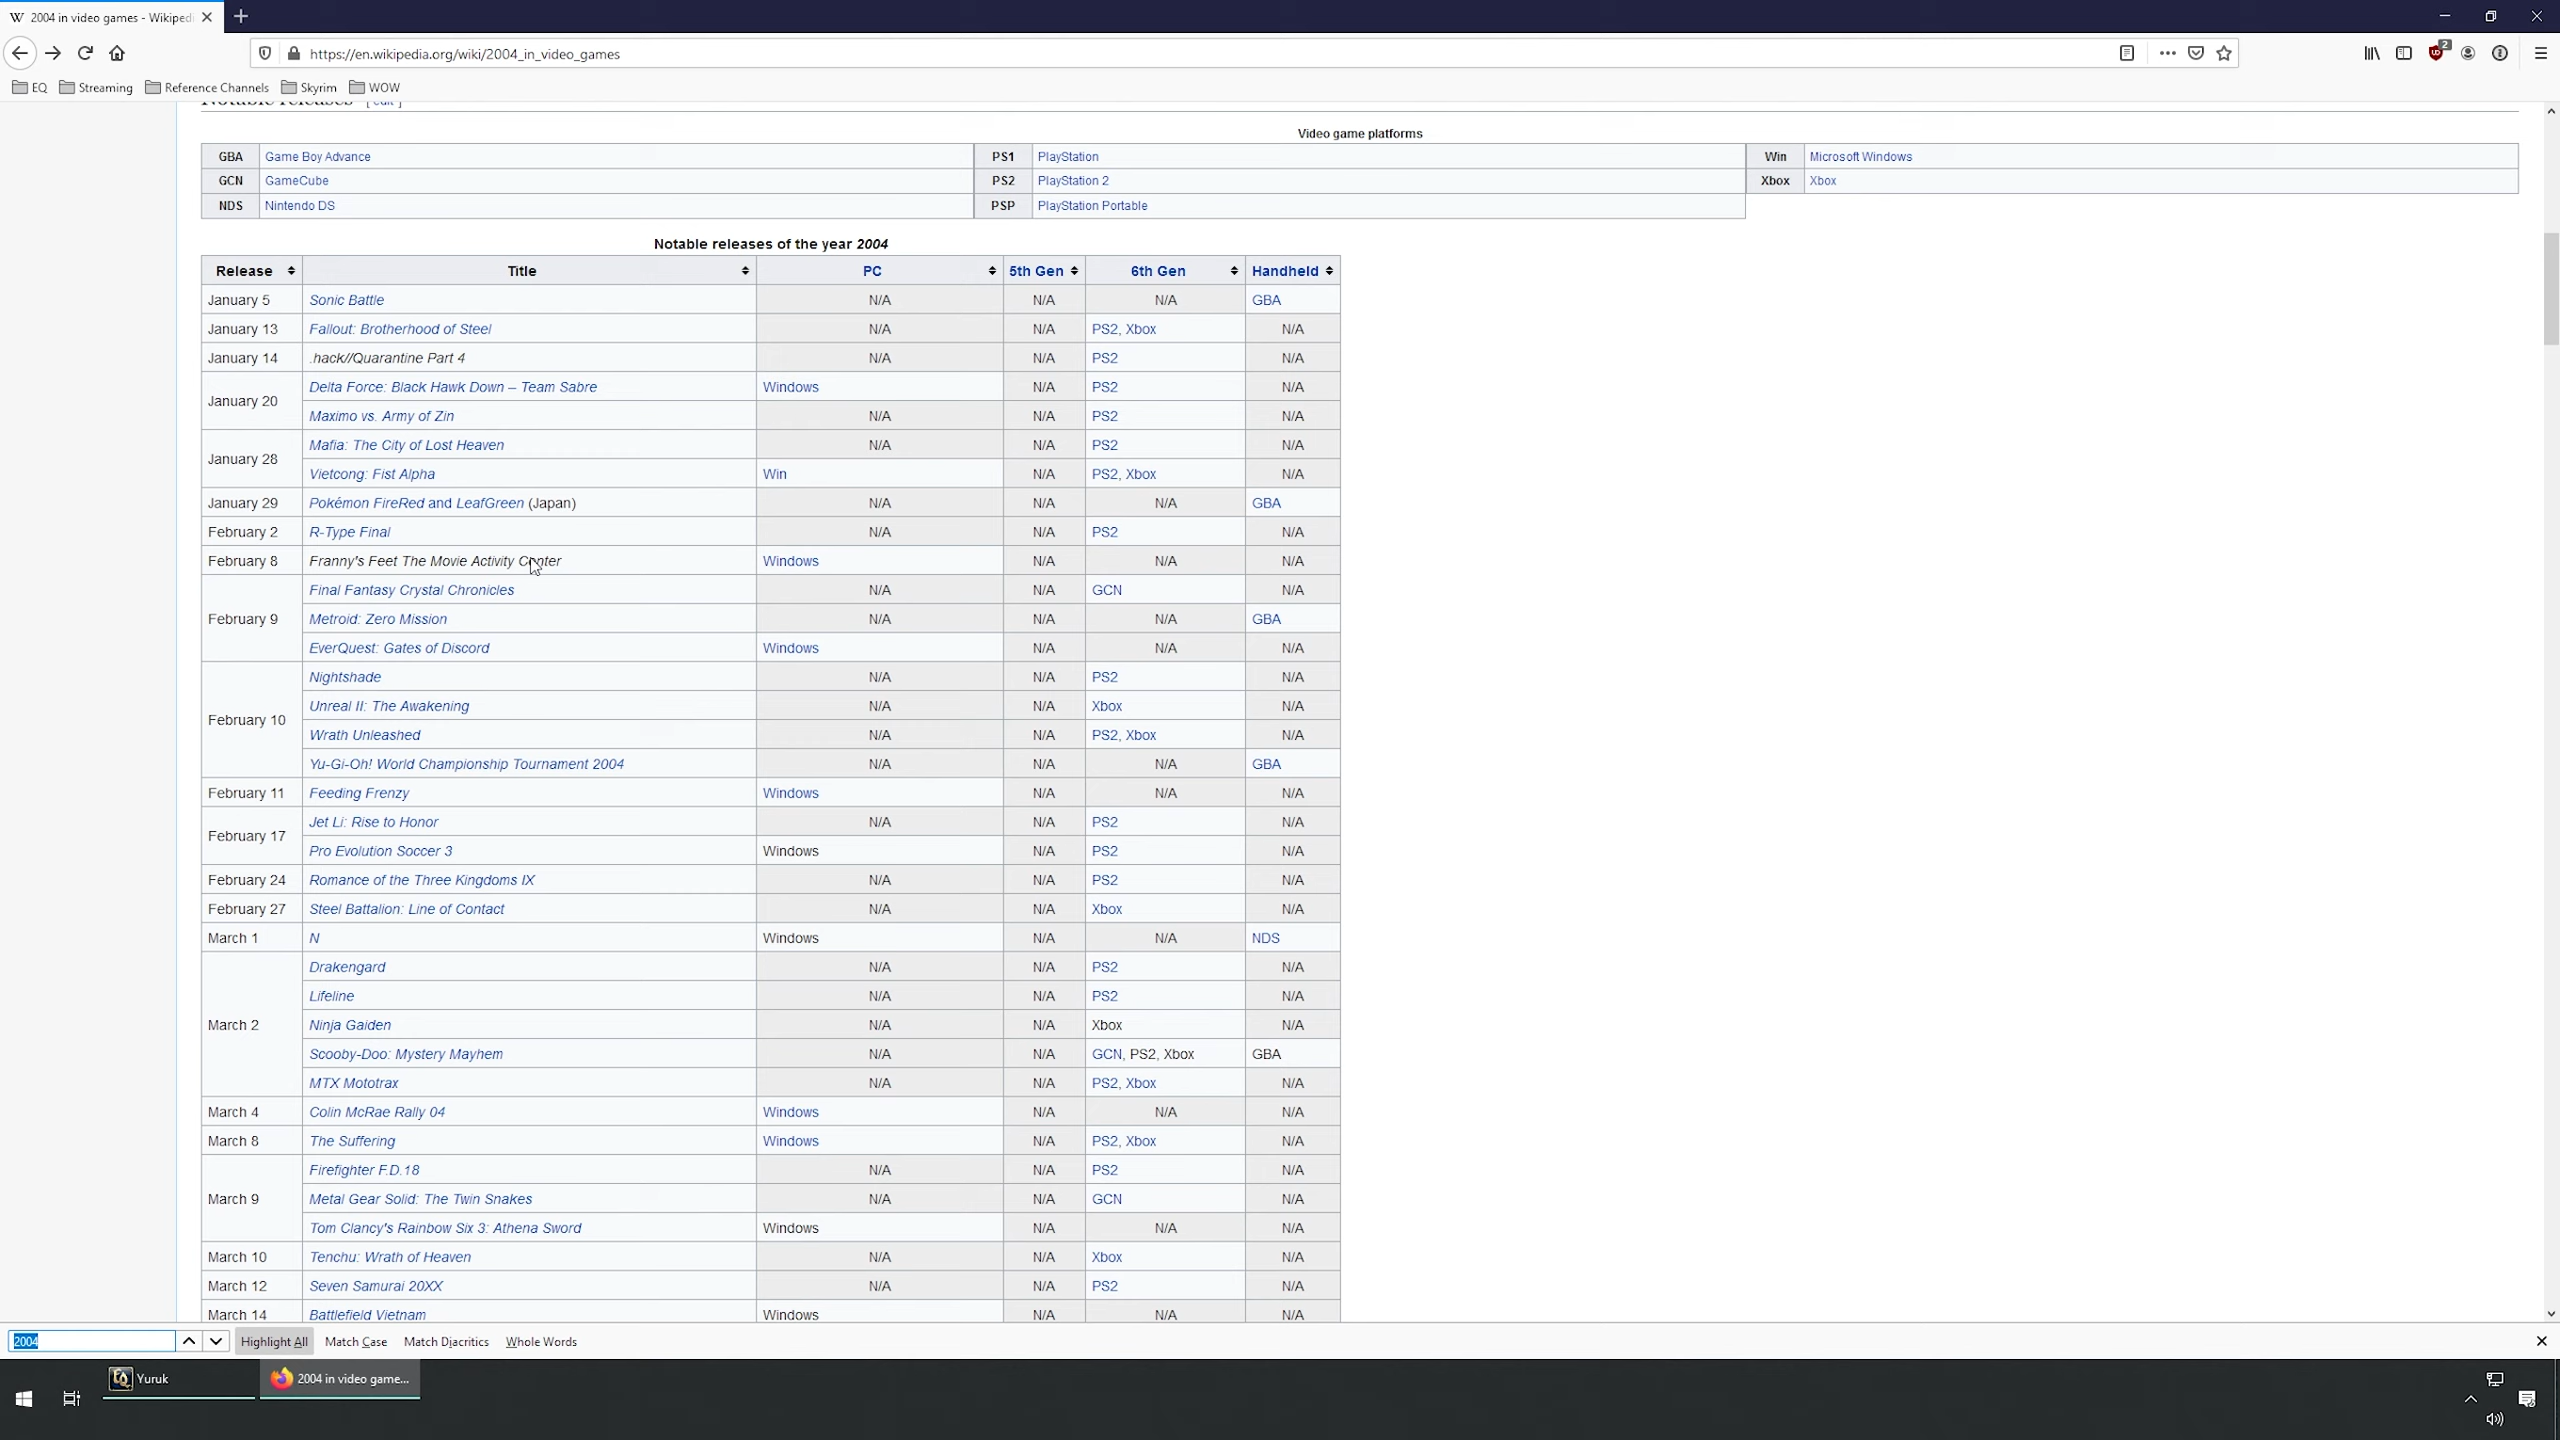 2004 in video games - Wikiped
https://en.wikipedia.org/wiki/2004_in_video_games
2
EQ Streaming Reference Channels Skyrim WOW
Notable releases [ edit ]
Video game platforms
GBA Game Boy Advance PS1 PlayStation Win Microsoft Windows
GCN GameCube PS2 PlayStation 2 Xbox Xbox
NDS Nintendo DS PSP PlayStation Portable
Notable releases of the year 2004
Release Title PC 5th Gen 6th Gen Handheld
January 5 Sonic Battle N/A N/A N/A GBA
January 13 Fallout: Brotherhood of Steel N/A N/A PS2, Xbox N/A
January 14 .hack//Quarantine Part 4 N/A N/A PS2 N/A
January 20 Delta Force: Black Hawk Down – Team Sabre Windows N/A PS2 N/A
Maximo vs. Army of Zin N/A N/A PS2 N/A
January 28 Mafia: The City of Lost Heaven N/A N/A PS2 N/A
Vietcong: Fist Alpha Win N/A PS2, Xbox N/A
January 29 Pokémon FireRed and LeafGreen (Japan) N/A N/A N/A GBA
February 2 R-Type Final N/A N/A PS2 N/A
February 8 Franny's Feet The Movie Activity Center Windows N/A N/A N/A
February 9 Final Fantasy Crystal Chronicles N/A N/A GCN N/A
Metroid: Zero Mission N/A N/A N/A GBA
EverQuest: Gates of Discord Windows N/A N/A N/A
February 10 Nightshade N/A N/A PS2 N/A
Unreal II: The Awakening N/A N/A Xbox N/A
Wrath Unleashed N/A N/A PS2, Xbox N/A
Yu-Gi-Oh! World Championship Tournament 2004 N/A N/A N/A GBA
February 11 Feeding Frenzy Windows N/A N/A N/A
February 17 Jet Li: Rise to Honor N/A N/A PS2 N/A
Pro Evolution Soccer 3 Windows N/A PS2 N/A
February 24 Romance of the Three Kingdoms IX N/A N/A PS2 N/A
February 27 Steel Battalion: Line of Contact N/A N/A Xbox N/A
March 1 N Windows N/A N/A NDS
March 2 Drakengard N/A N/A PS2 N/A
Lifeline N/A N/A PS2 N/A
Ninja Gaiden N/A N/A Xbox N/A
Scooby-Doo: Mystery Mayhem N/A N/A GCN, PS2, Xbox GBA
MTX Mototrax N/A N/A PS2, Xbox N/A
March 4 Colin McRae Rally 04 Windows N/A N/A N/A
March 8 The Suffering Windows N/A PS2, Xbox N/A
March 9 Firefighter F.D.18 N/A N/A PS2 N/A
Metal Gear Solid: The Twin Snakes N/A N/A GCN N/A
Tom Clancy's Rainbow Six 3: Athena Sword Windows N/A N/A N/A
March 10 Tenchu: Wrath of Heaven N/A N/A Xbox N/A
March 12 Seven Samurai 20XX N/A N/A PS2 N/A
March 14 Battlefield Vietnam Windows N/A N/A N/A
2004 Highlight All Match Case Match Diacritics Whole Words
Yuruk 2004 in video game...